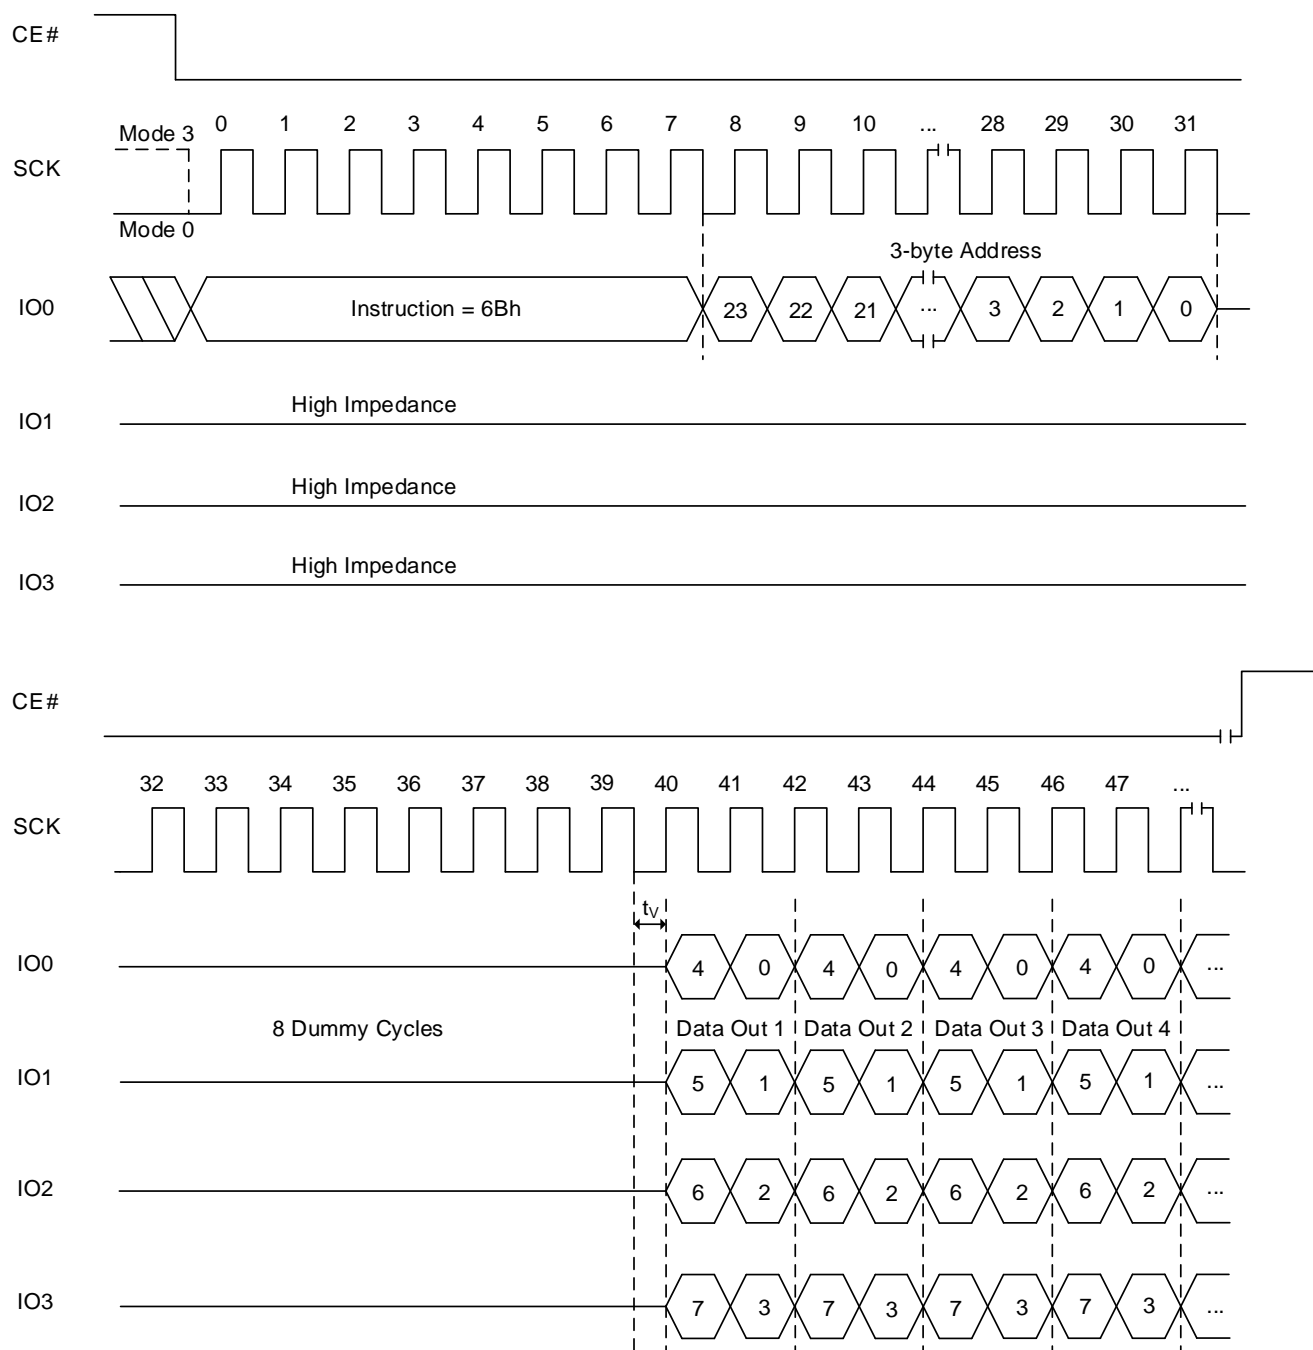 CE#
Mode 3 0 1 2 3 4 5 6 7 8 9 10 ... 28 29 30 31
SCK
Mode 0
3-byte Address
IO0 Instruction = 6Bh 23 22 21 ... 3 2 1 0
High Impedance
IO1
High Impedance
IO2
High Impedance
IO3
CE#
32 33 34 35 36 37 38 39 40 41 42 43 44 45 46 47 ...
SCK
tV
IO0 4 0 4 0 4 0 4 0 ...
8 Dummy Cycles Data Out 1 Data Out 2 Data Out 3 Data Out 4
IO1 5 1 5 1 5 1 5 1 ...
IO2 6 2 6 2 6 2 6 2 ...
IO3 7 3 7 3 7 3 7 3 ...